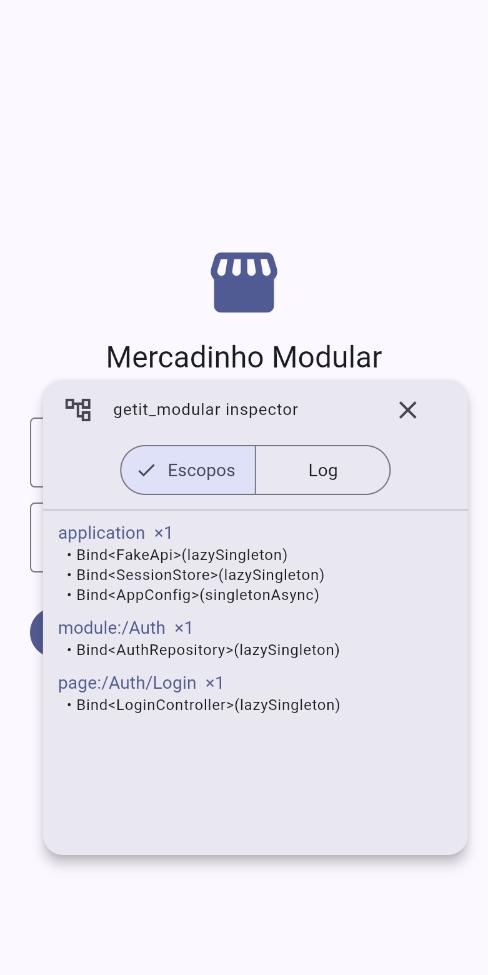 Mercadinho Modular
getit_modular inspector
Escopos
Log
application ×1
• Bind<FakeApi>(lazySingleton)
• Bind<SessionStore>(lazySingleton)
• Bind<AppConfig>(singletonAsync)
module:/Auth ×1
• Bind<AuthRepository>(lazySingleton)
page:/Auth/Login ×1
• Bind<LoginController>(lazySingleton)